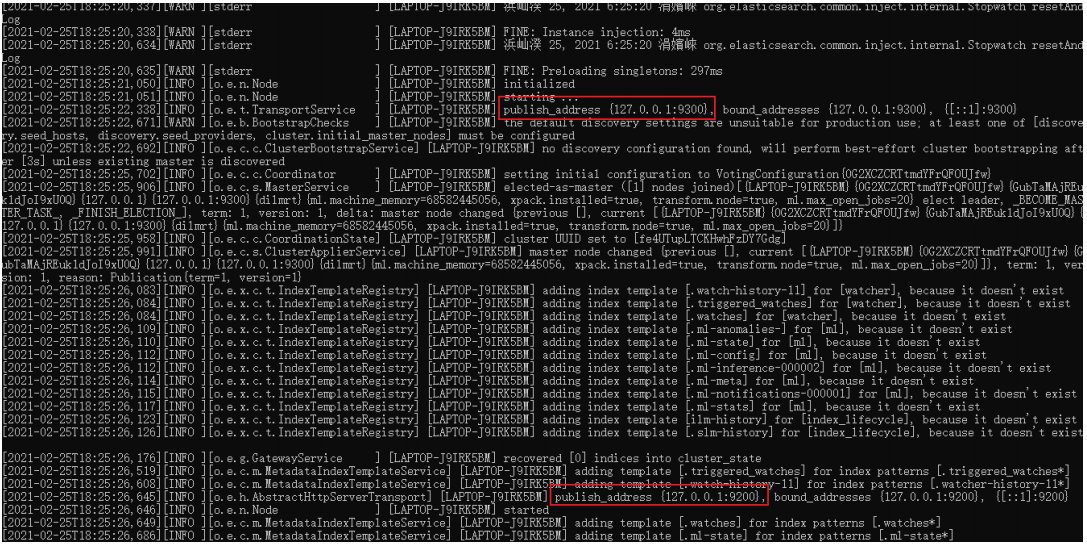 [2021-02-25T18:25:20,337][WARN ][stderr                   ] [LAPTOP-J9IRK5BM] 浜屾湀 25, 2021 6:25:20 涓嬪崍 org.elasticsearch.common.inject.internal.Stopwatch resetAnd
Log
[2021-02-25T18:25:20,338][WARN ][stderr                   ] [LAPTOP-J9IRK5BM] FINE: Instance injection: 4ms
[2021-02-25T18:25:20,634][WARN ][stderr                   ] [LAPTOP-J9IRK5BM] 浜屾湀 25, 2021 6:25:20 涓嬪崍 org.elasticsearch.common.inject.internal.Stopwatch resetAnd
Log
[2021-02-25T18:25:20,635][WARN ][stderr                   ] [LAPTOP-J9IRK5BM] FINE: Preloading singletons: 297ms
[2021-02-25T18:25:21,050][INFO ][o.e.n.Node               ] [LAPTOP-J9IRK5BM] initialized
[2021-02-25T18:25:21,051][INFO ][o.e.n.Node               ] [LAPTOP-J9IRK5BM] starting ...
[2021-02-25T18:25:22,338][INFO ][o.e.t.TransportService   ] [LAPTOP-J9IRK5BM] publish_address {127.0.0.1:9300}, bound_addresses {127.0.0.1:9300}, {[::1]:9300}
[2021-02-25T18:25:22,671][WARN ][o.e.b.BootstrapChecks    ] [LAPTOP-J9IRK5BM] the default discovery settings are unsuitable for production use; at least one of [discove
ry.seed_hosts, discovery.seed_providers, cluster.initial_master_nodes] must be configured
[2021-02-25T18:25:22,692][INFO ][o.e.c.c.ClusterBootstrapService] [LAPTOP-J9IRK5BM] no discovery configuration found, will perform best-effort cluster bootstrapping aft
er [3s] unless existing master is discovered
[2021-02-25T18:25:25,702][INFO ][o.e.c.c.Coordinator      ] [LAPTOP-J9IRK5BM] setting initial configuration to VotingConfiguration{0G2XCZCRTtmdYFrQFOUJfw}
[2021-02-25T18:25:25,906][INFO ][o.e.c.s.MasterService    ] [LAPTOP-J9IRK5BM] elected-as-master ([1] nodes joined)[{LAPTOP-J9IRK5BM}{0G2XCZCRTtmdYFrQFOUJfw}{GubTaMAjREu
k1dJoI9xU0Q}{127.0.0.1}{127.0.0.1:9300}{dilmrt}{ml.machine_memory=68582445056, xpack.installed=true, transform.node=true, ml.max_open_jobs=20} elect leader, _BECOME_MAS
TER_TASK_, _FINISH_ELECTION_], term: 1, version: 1, delta: master node changed {previous [], current [{LAPTOP-J9IRK5BM}{0G2XCZCRTtmdYFrQFOUJfw}{GubTaMAjREuk1dJoI9xU0Q}{
127.0.0.1}{127.0.0.1:9300}{dilmrt}{ml.machine_memory=68582445056, xpack.installed=true, transform.node=true, ml.max_open_jobs=20}]}
[2021-02-25T18:25:25,958][INFO ][o.e.c.c.CoordinationState] [LAPTOP-J9IRK5BM] cluster UUID set to [fe4UTupLTCKHwhFzDY7Gdg]
[2021-02-25T18:25:25,991][INFO ][o.e.c.s.ClusterApplierService] [LAPTOP-J9IRK5BM] master node changed {previous [], current [{LAPTOP-J9IRK5BM}{0G2XCZCRTtmdYFrQFOUJfw}{G
ubTaMAjREuk1dJoI9xU0Q}{127.0.0.1}{127.0.0.1:9300}{dilmrt}{ml.machine_memory=68582445056, xpack.installed=true, transform.node=true, ml.max_open_jobs=20}]}, term: 1, ver
sion: 1, reason: Publication{term=1, version=1}
[2021-02-25T18:25:26,083][INFO ][o.e.x.c.t.IndexTemplateRegistry] [LAPTOP-J9IRK5BM] adding index template [.watch-history-11] for [watcher], because it doesn't exist
[2021-02-25T18:25:26,084][INFO ][o.e.x.c.t.IndexTemplateRegistry] [LAPTOP-J9IRK5BM] adding index template [.triggered_watches] for [watcher], because it doesn't exist
[2021-02-25T18:25:26,084][INFO ][o.e.x.c.t.IndexTemplateRegistry] [LAPTOP-J9IRK5BM] adding index template [.watches] for [watcher], because it doesn't exist
[2021-02-25T18:25:26,109][INFO ][o.e.x.c.t.IndexTemplateRegistry] [LAPTOP-J9IRK5BM] adding index template [.ml-anomalies-] for [ml], because it doesn't exist
[2021-02-25T18:25:26,110][INFO ][o.e.x.c.t.IndexTemplateRegistry] [LAPTOP-J9IRK5BM] adding index template [.ml-state] for [ml], because it doesn't exist
[2021-02-25T18:25:26,112][INFO ][o.e.x.c.t.IndexTemplateRegistry] [LAPTOP-J9IRK5BM] adding index template [.ml-config] for [ml], because it doesn't exist
[2021-02-25T18:25:26,112][INFO ][o.e.x.c.t.IndexTemplateRegistry] [LAPTOP-J9IRK5BM] adding index template [.ml-inference-000002] for [ml], because it doesn't exist
[2021-02-25T18:25:26,114][INFO ][o.e.x.c.t.IndexTemplateRegistry] [LAPTOP-J9IRK5BM] adding index template [.ml-meta] for [ml], because it doesn't exist
[2021-02-25T18:25:26,115][INFO ][o.e.x.c.t.IndexTemplateRegistry] [LAPTOP-J9IRK5BM] adding index template [.ml-notifications-000001] for [ml], because it doesn't exist
[2021-02-25T18:25:26,117][INFO ][o.e.x.c.t.IndexTemplateRegistry] [LAPTOP-J9IRK5BM] adding index template [.ml-stats] for [ml], because it doesn't exist
[2021-02-25T18:25:26,123][INFO ][o.e.x.c.t.IndexTemplateRegistry] [LAPTOP-J9IRK5BM] adding index template [ilm-history] for [index_lifecycle], because it doesn't exist
[2021-02-25T18:25:26,126][INFO ][o.e.x.c.t.IndexTemplateRegistry] [LAPTOP-J9IRK5BM] adding index template [.slm-history] for [index_lifecycle], because it doesn't exist
[2021-02-25T18:25:26,176][INFO ][o.e.g.GatewayService     ] [LAPTOP-J9IRK5BM] recovered [0] indices into cluster_state
[2021-02-25T18:25:26,519][INFO ][o.e.c.m.MetadataIndexTemplateService] [LAPTOP-J9IRK5BM] adding template [.triggered_watches] for index patterns [.triggered_watches*]
[2021-02-25T18:25:26,608][INFO ][o.e.c.m.MetadataIndexTemplateService] [LAPTOP-J9IRK5BM] adding template [.watch-history-11] for index patterns [.watcher-history-11*]
[2021-02-25T18:25:26,645][INFO ][o.e.h.AbstractHttpServerTransport] [LAPTOP-J9IRK5BM] publish_address {127.0.0.1:9200}, bound_addresses {127.0.0.1:9200}, {[::1]:9200}
[2021-02-25T18:25:26,646][INFO ][o.e.n.Node               ] [LAPTOP-J9IRK5BM] started
[2021-02-25T18:25:26,649][INFO ][o.e.c.m.MetadataIndexTemplateService] [LAPTOP-J9IRK5BM] adding template [.watches] for index patterns [.watches*]
[2021-02-25T18:25:26,686][INFO ][o.e.c.m.MetadataIndexTemplateService] [LAPTOP-J9IRK5BM] adding template [.ml-state] for index patterns [.ml-state*]